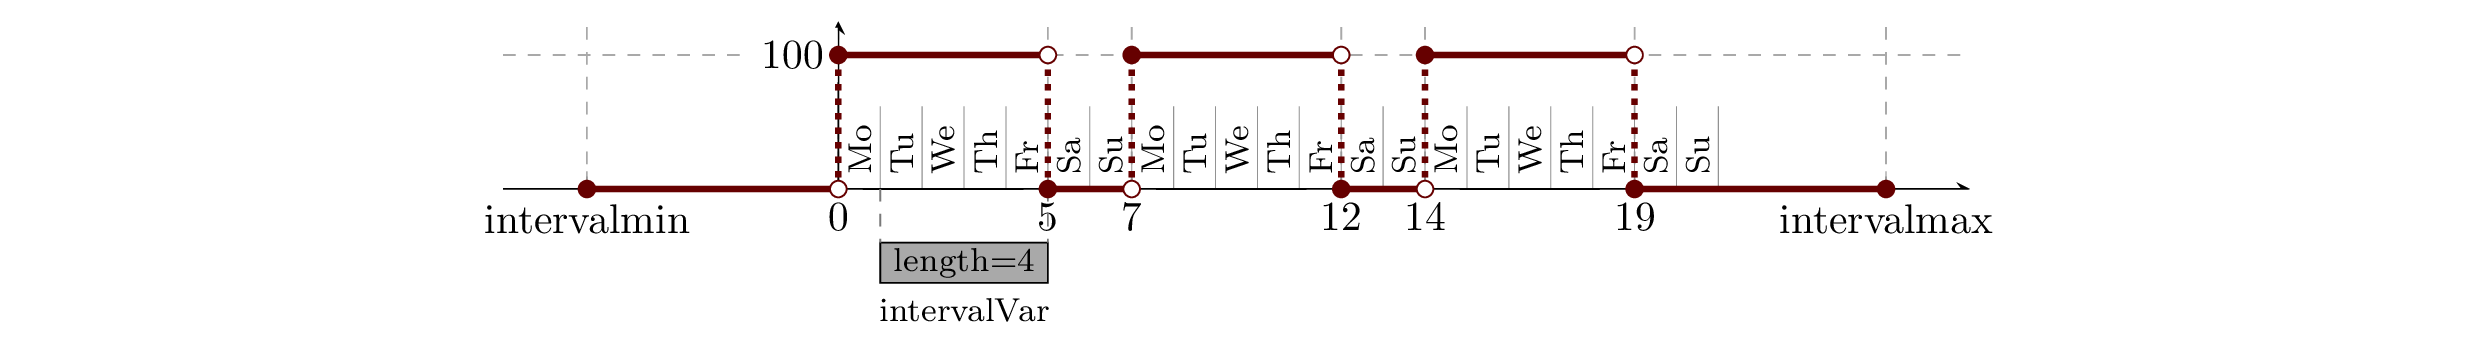 100
Mo Tu We Th Fr Sa Su Mo Tu We Th Fr Sa Su Mo Tu We Th Fr Sa Su
intervalmin 0 5 7 12 14 19 intervalmax
length=4
intervalVar